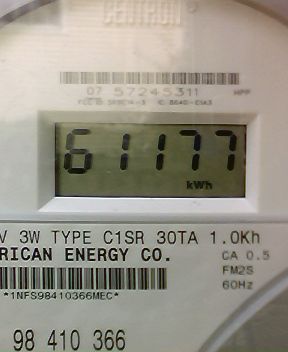 CENTRON
07 57245311
61177
kWh
V 3W TYPE C1SR 30TA 1.0Kh
RICAN ENERGY CO.
CA 0.5
FM2S
60Hz
*1NFS98410366MEC*
98 410 366